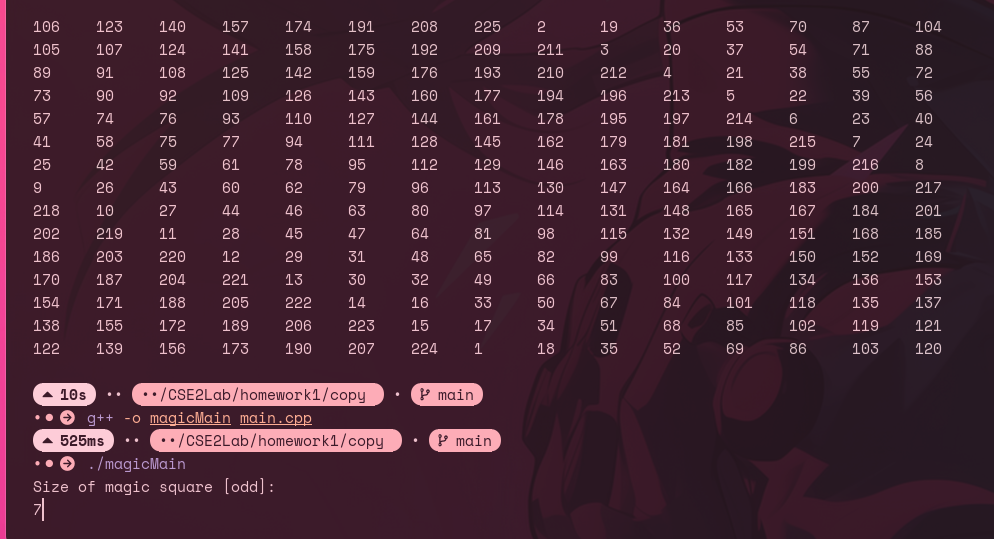 106 123 140 157 174 191 208 225 2 19 36 53 70 87 104
105 107 124 141 158 175 192 209 211 3 20 37 54 71 88
89 91 108 125 142 159 176 193 210 212 4 21 38 55 72
73 90 92 109 126 143 160 177 194 196 213 5 22 39 56
57 74 76 93 110 127 144 161 178 195 197 214 6 23 40
41 58 75 77 94 111 128 145 162 179 181 198 215 7 24
25 42 59 61 78 95 112 129 146 163 180 182 199 216 8
9 26 43 60 62 79 96 113 130 147 164 166 183 200 217
218 10 27 44 46 63 80 97 114 131 148 165 167 184 201
202 219 11 28 45 47 64 81 98 115 132 149 151 168 185
186 203 220 12 29 31 48 65 82 99 116 133 150 152 169
170 187 204 221 13 30 32 49 66 83 100 117 134 136 153
154 171 188 205 222 14 16 33 50 67 84 101 118 135 137
138 155 172 189 206 223 15 17 34 51 68 85 102 119 121
122 139 156 173 190 207 224 1 18 35 52 69 86 103 120
10s •• ••/CSE2Lab/homework1/copy • main
g++ -o magicMain main.cpp
525ms •• ••/CSE2Lab/homework1/copy • main
./magicMain
Size of magic square [odd]:
7